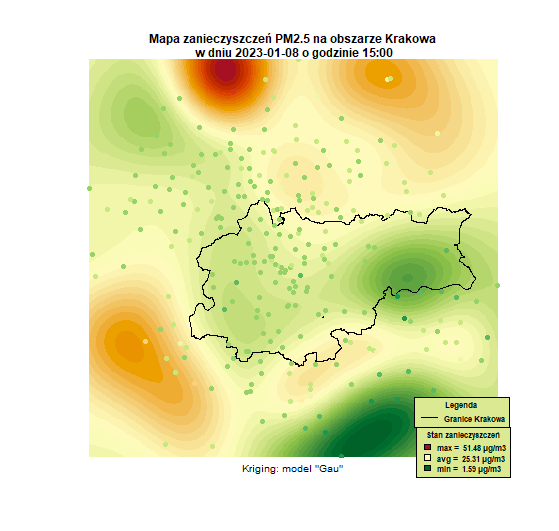 Mapa zanieczyszczeń PM2.5 na obszarze Krakowa
w dniu 2023-01-08 o godzinie 15:00
Legenda
Granice Krakowa
Stan zanieczyszczeń
max = 51.48 µg/m3
avg = 25.31 µg/m3
min = 1.59 µg/m3
Kriging: model "Gau"